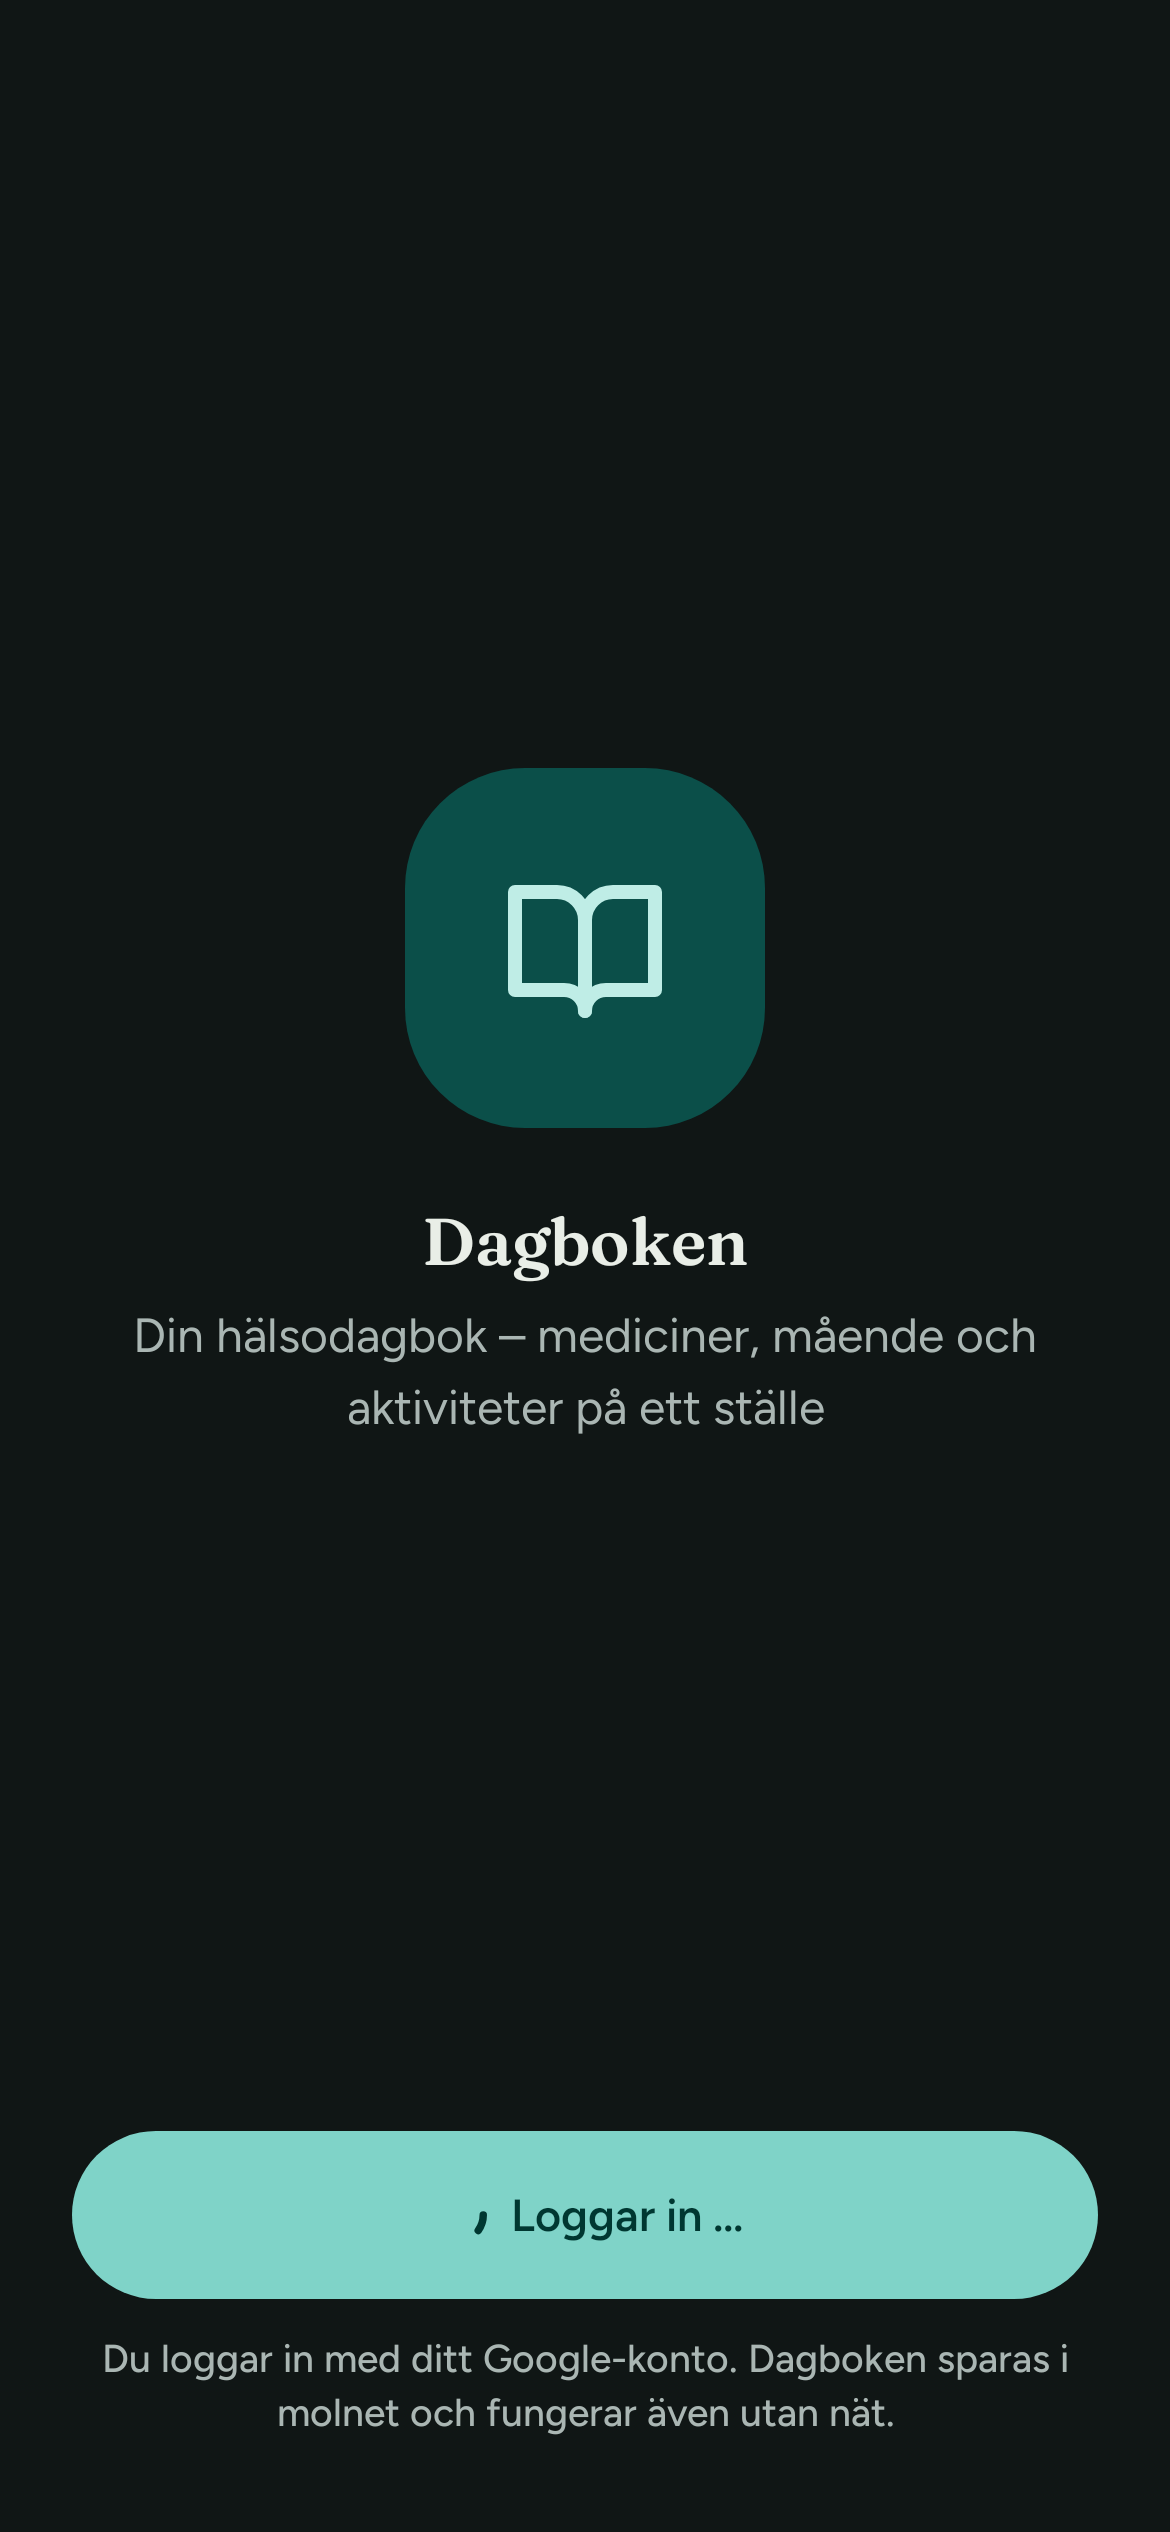 Dagboken
Din hälsodagbok – mediciner, mående och
aktiviteter på ett ställe
Loggar in ...
Du loggar in med ditt Google-konto. Dagboken sparas i
molnet och fungerar även utan nät.